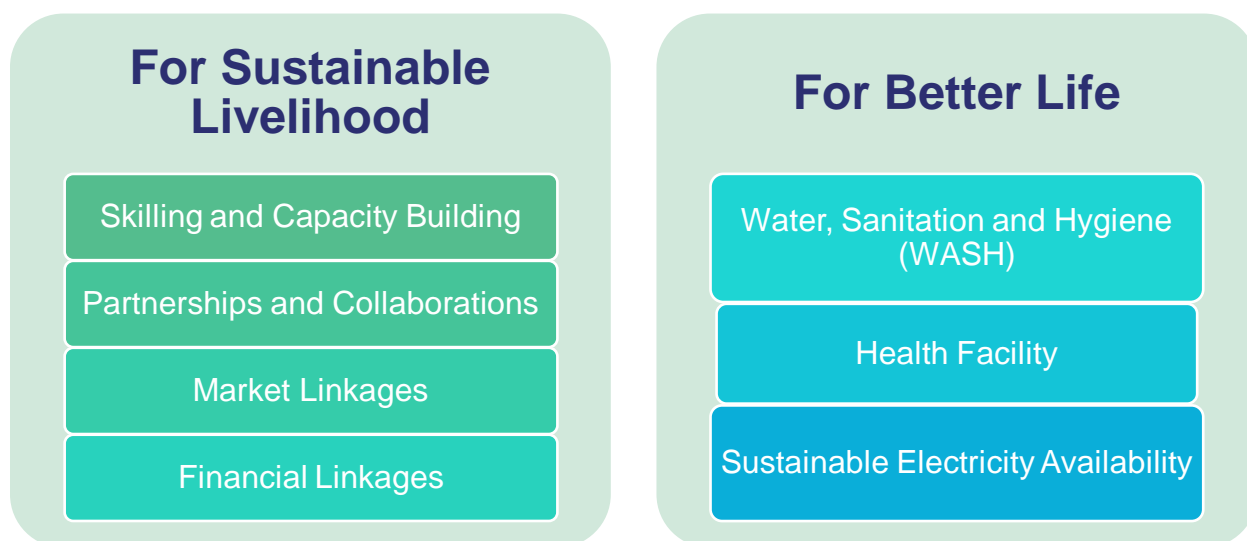 For Sustainable
Livelihood
Skilling and Capacity Building
Partnerships and Collaborations
Market Linkages
Financial Linkages
For Better Life
Water, Sanitation and Hygiene
(WASH)
Health Facility
Sustainable Electricity Availability